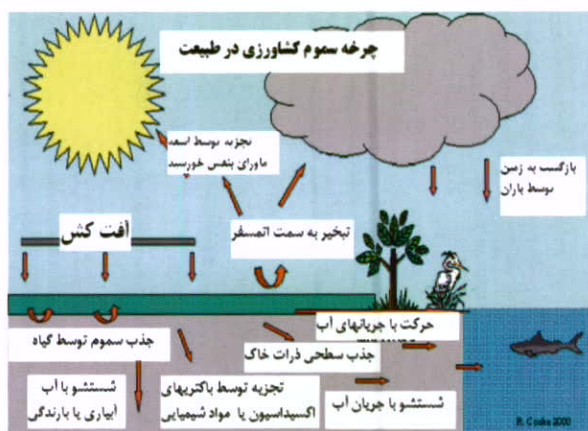 چرخه سموم کشاورزی در طبیعت
تجزیه توسط اشعه
ماورای بنفش خورشید
بازگشت به زمین
توسط باران
آفت کش
تبخیر به سمت اتمسفر
حرکت با جریانهای آب
جذب سموم توسط گیاه
جذب سطحی ذرات خاک
شستشو با آب
آبیاری یا بارندگی
تجزیه توسط باکتریهای
اکسیداسیون یا مواد شیمیایی
شستشو با جریان آب
R. Cooke 2000